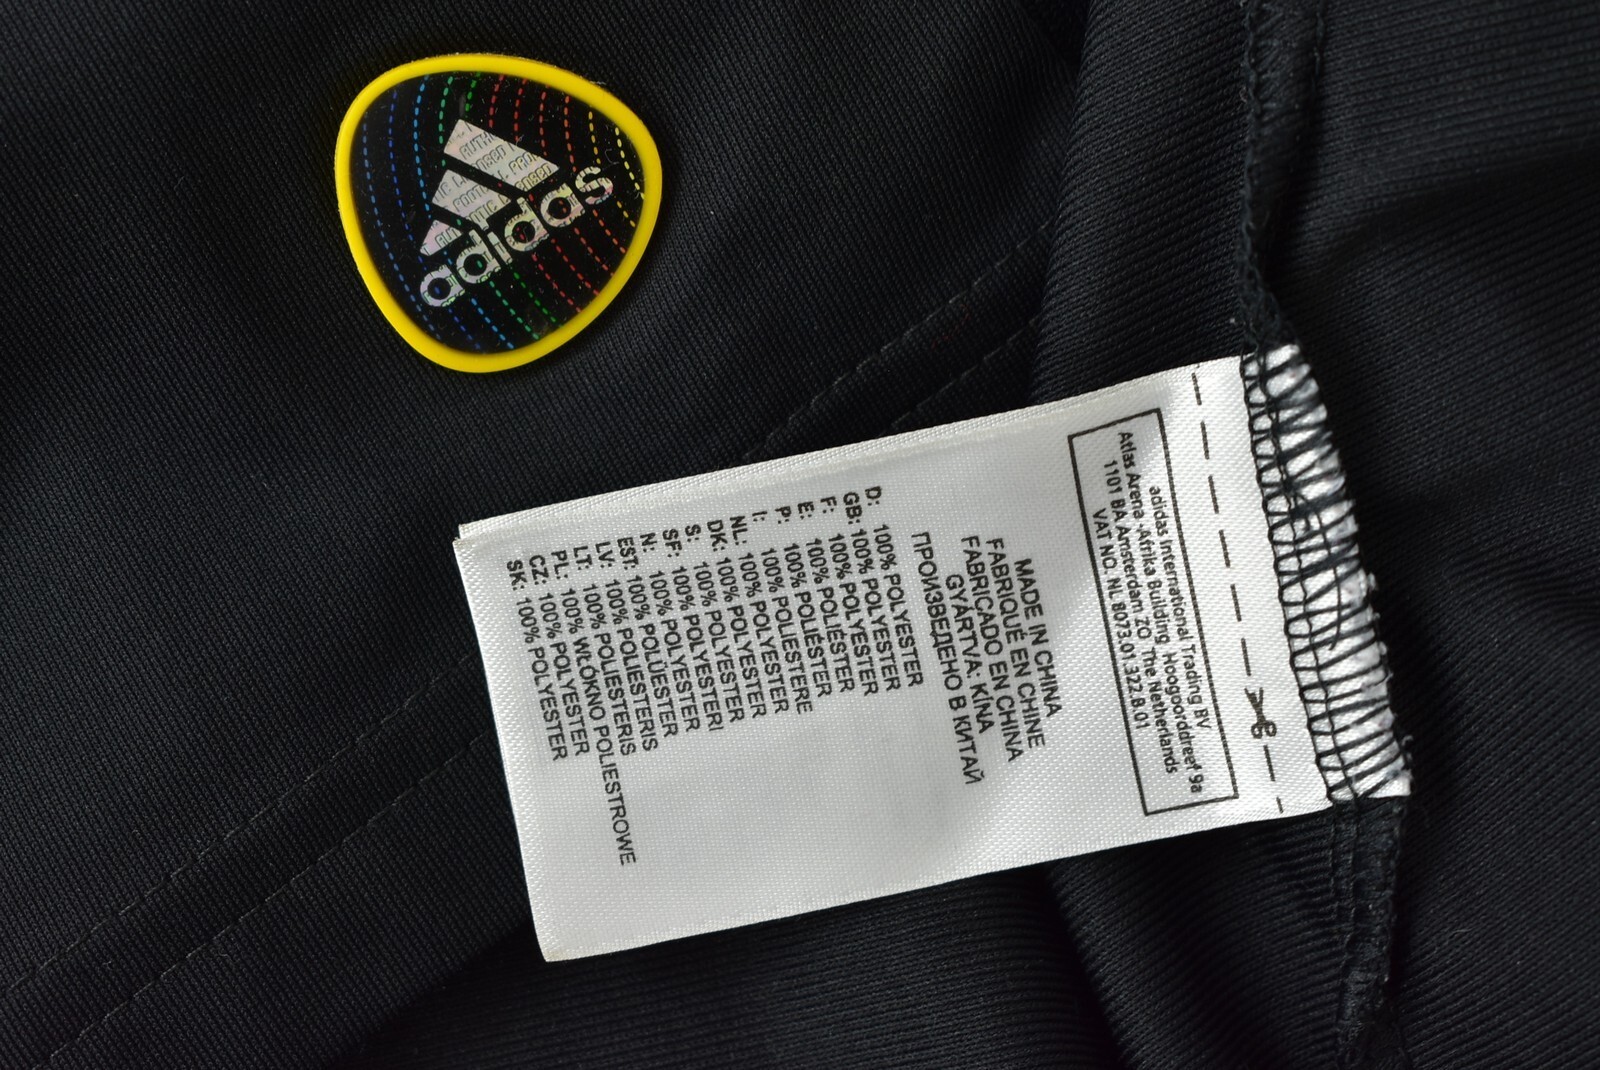 adidas
adidas International Trading BV
Atlas Arena -Afrika Building, Hoogoorddreef 9a
1101 BA Amsterdam ZO, The Netherlands
VAT NO. NL 8073.01.322.B.01
MADE IN CHINA
FABRIQUÉ EN CHINE
FABRICADO EN CHINA
GYÁRTVA: KÍNA
ПРОИЗВЕДЕНО В КИТАЙ
D: 100% POLYESTER
GB: 100% POLYESTER
F: 100% POLYESTER
E: 100% POLIÉSTER
P: 100% POLIÉSTER
I: 100% POLIESTERE
NL: 100% POLYESTER
DK: 100% POLYESTER
S: 100% POLYESTER
SF: 100% POLYESTERI
N: 100% POLYESTER
EST: 100% POLÜESTER
LV: 100% POLIESTERIS
LT: 100% POLIESTERIS
PL: 100% WŁÓKNO POLIESTROWE
CZ: 100% POLYESTER
SK: 100% POLYESTER